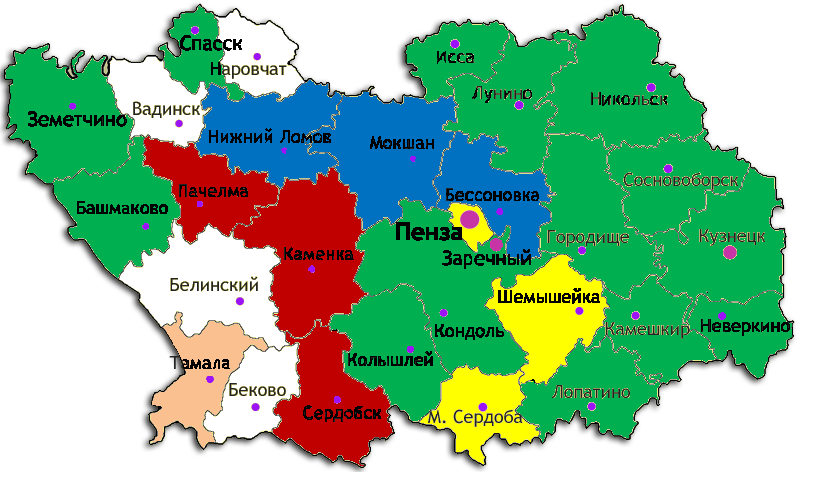 Спасск
Наровчат
Исса
Лунино
Никольск
Земетчино
Вадинск
Нижний Ломов
Мокшан
Пачелма
Бессоновка
Сосновоборск
Башмаково
Пенза
Заречный
Городище
Кузнецк
Каменка
Белинский
Шемышейка
Кондоль
Камешкир
Неверкино
Тамала
Колышлей
Беково
Сердобск
М. Сердоба
Лопатино